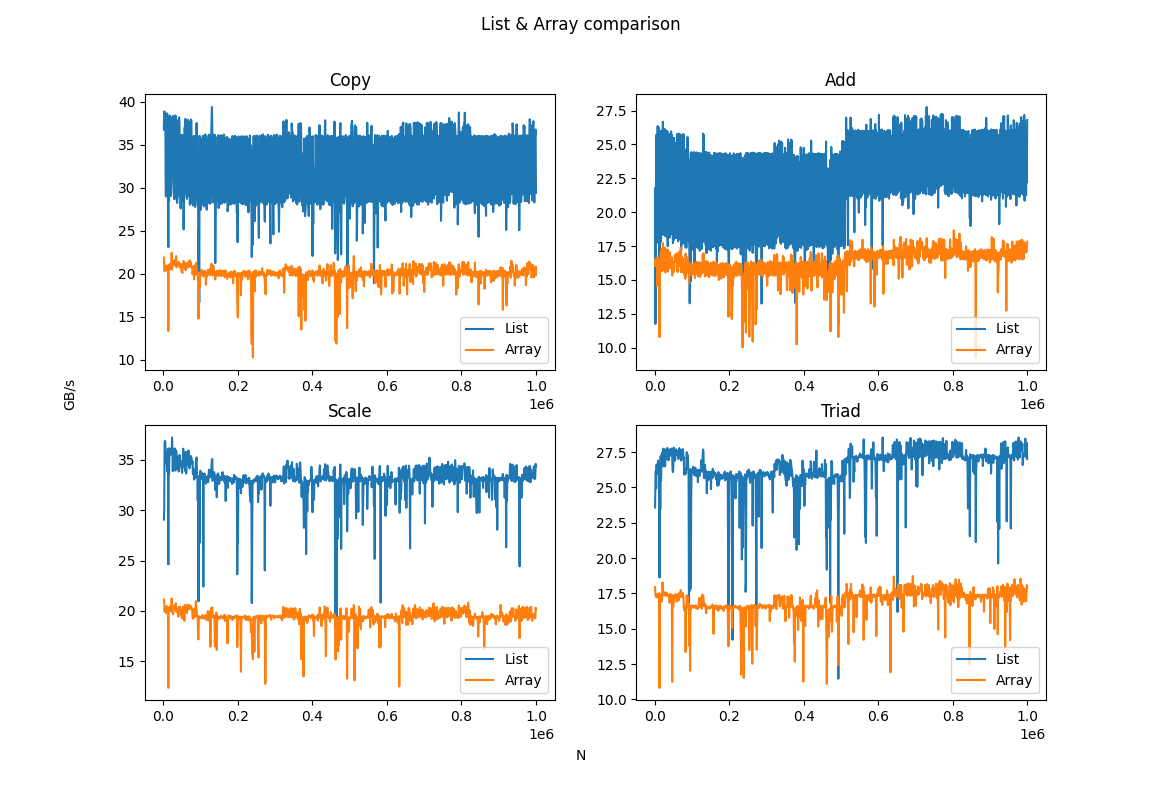 List & Array comparison
Copy
Add
40
35
30
25
20
15
10
27.5
25.0
22.5
20.0
17.5
15.0
12.5
10.0
List
Array
List
Array
0.0 0.2 0.4 0.6 0.8 1.0
1e6
0.0 0.2 0.4 0.6 0.8 1.0
1e6
GB/s
Scale
Triad
35
30
25
20
15
27.5
25.0
22.5
20.0
17.5
15.0
12.5
10.0
List
Array
List
Array
0.0 0.2 0.4 0.6 0.8 1.0
1e6
0.0 0.2 0.4 0.6 0.8 1.0
1e6
N